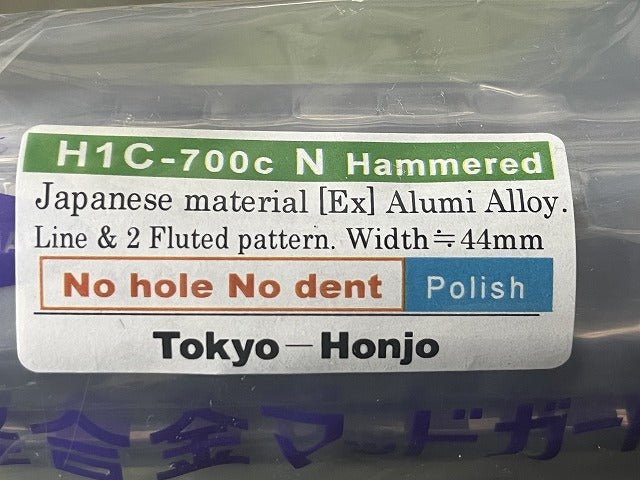 H1C-700c N Hammered
Japanese material [Ex] Alumi Alloy.
Line & 2 Fluted pattern. Width≒44mm
No hole No dent Polish
Tokyo－Honjo
合金マッドガード